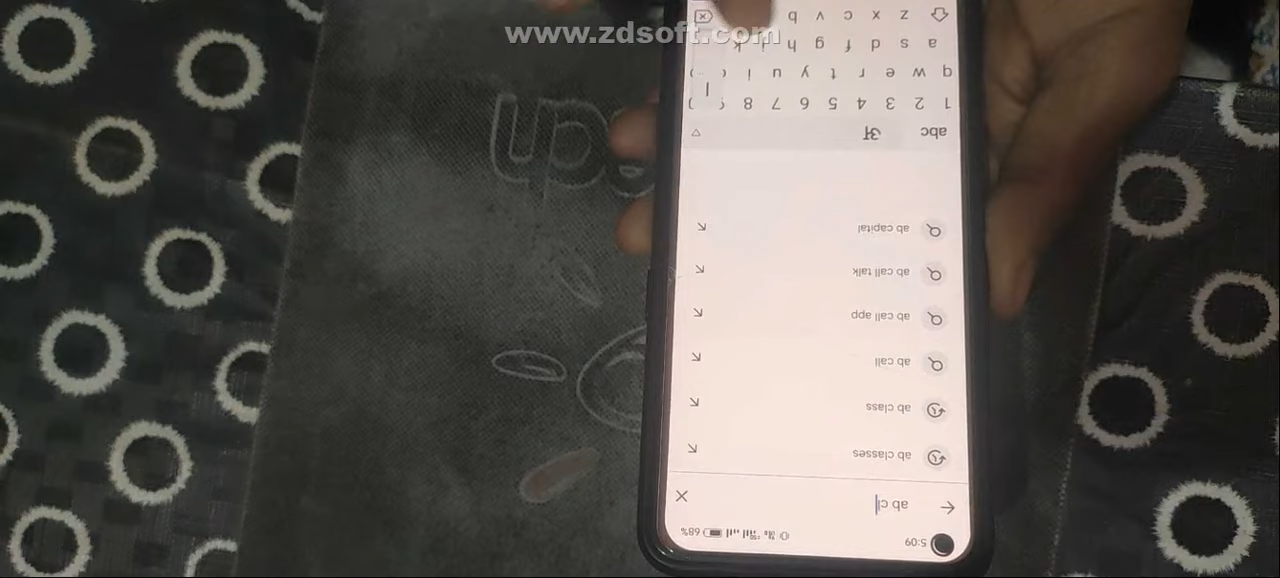 www.zdsoft.com
5:09 68%
ab cl
ab classes
ab class
ab call
ab call app
ab call talk
ab capital
abc अ
1 2 3 4 5 6 7 8
q w e r t y u i
a s d f g h k
z x c v b